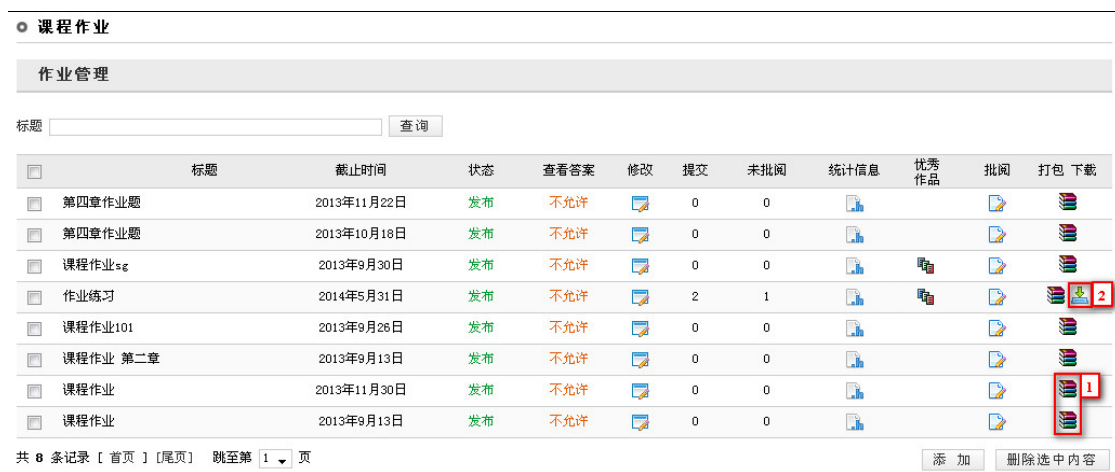 课程作业
作业管理
标题 查询
标题 截止时间 状态 查看答案 修改 提交 未批阅 统计信息 优秀作品 批阅 打包 下载
第四章作业题 2013年11月22日 发布 不允许 0 0
第四章作业题 2013年10月18日 发布 不允许 0 0
课程作业sg 2013年9月30日 发布 不允许 0 0
作业练习 2014年5月31日 发布 不允许 2 1 2
课程作业101 2013年9月26日 发布 不允许 0 0
课程作业 第二章 2013年9月13日 发布 不允许 0 0
课程作业 2013年11月30日 发布 不允许 0 0 1
课程作业 2013年9月13日 发布 不允许 0 0
共 8 条记录 [ 首页 ] [尾页] 跳至第 1 页 添 加 删除选中内容